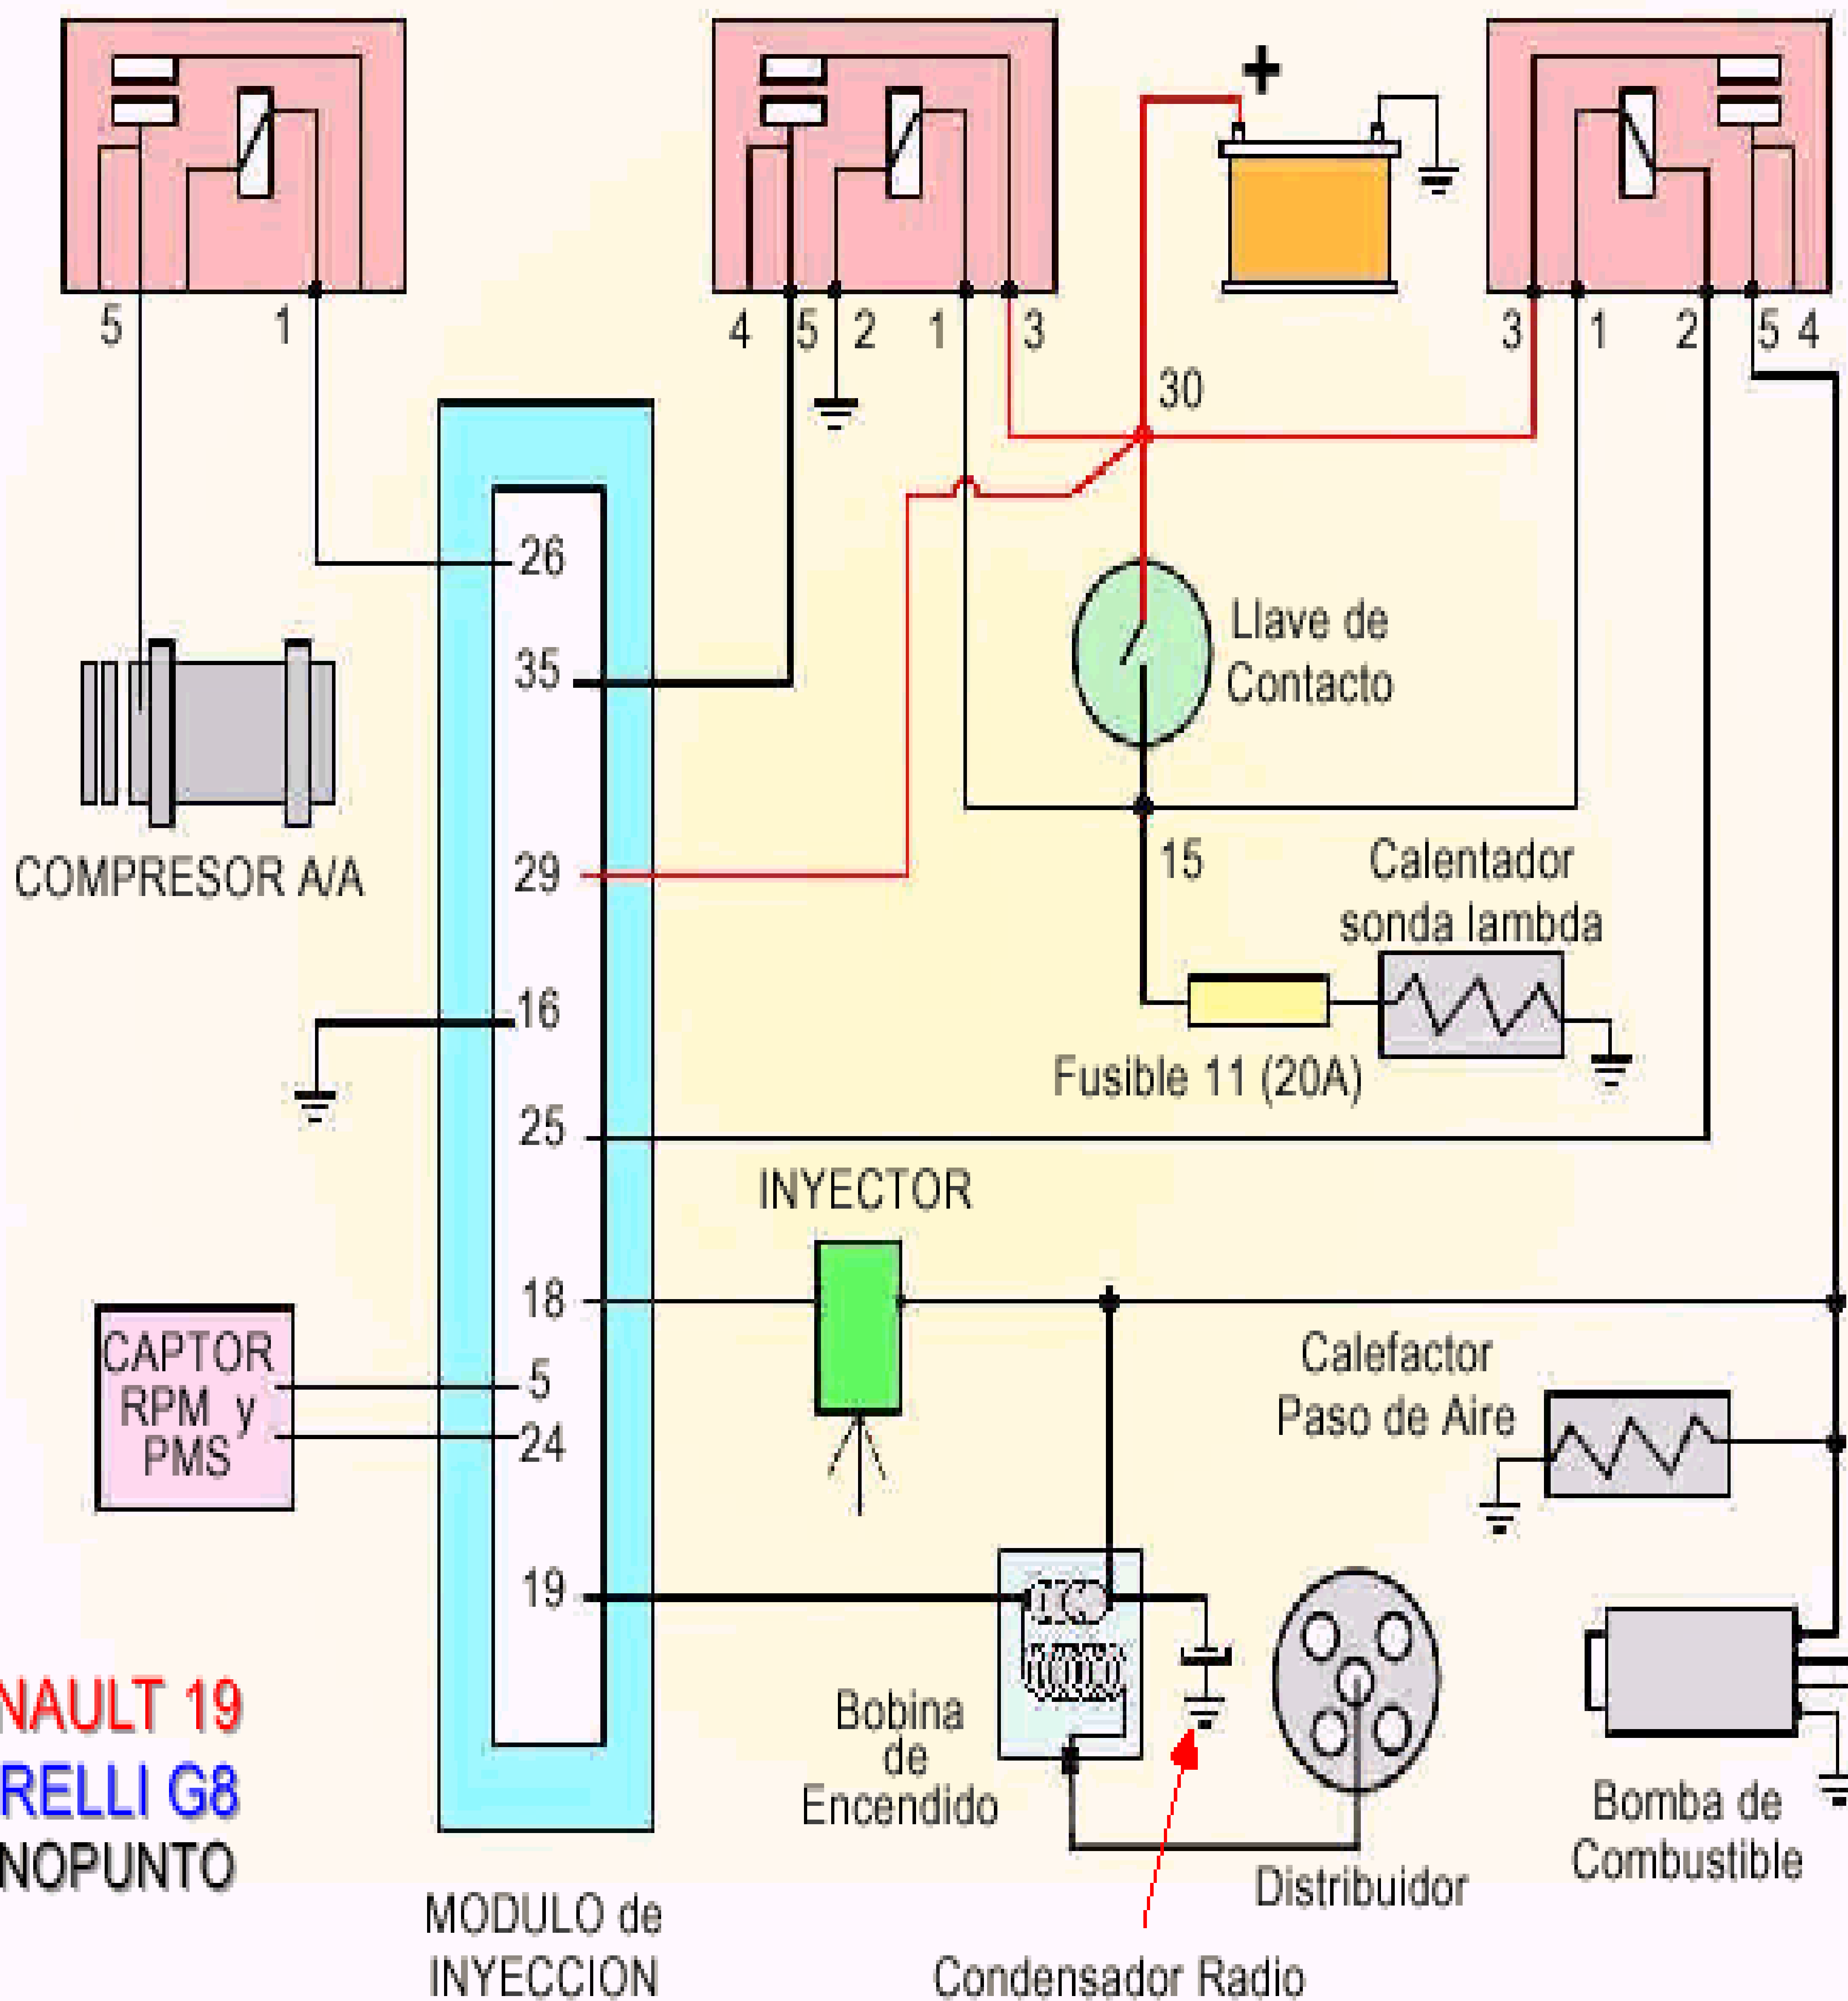 +
5 1
4 5 2 1 3
3 1 2 5 4
30
26
Llave de
Contacto
35
COMPRESOR A/A
29
15
Calentador
sonda lambda
16
Fusible 11 (20A)
25
INYECTOR
18
CAPTOR
RPM y
PMS
5
24
Calefactor
Paso de Aire
19
NAULT 19
RELLI G8
NOPUNTO
Bobina
de
Encendido
Distribuidor
Bomba de
Combustible
MODULO de
INYECCION
Condensador Radio